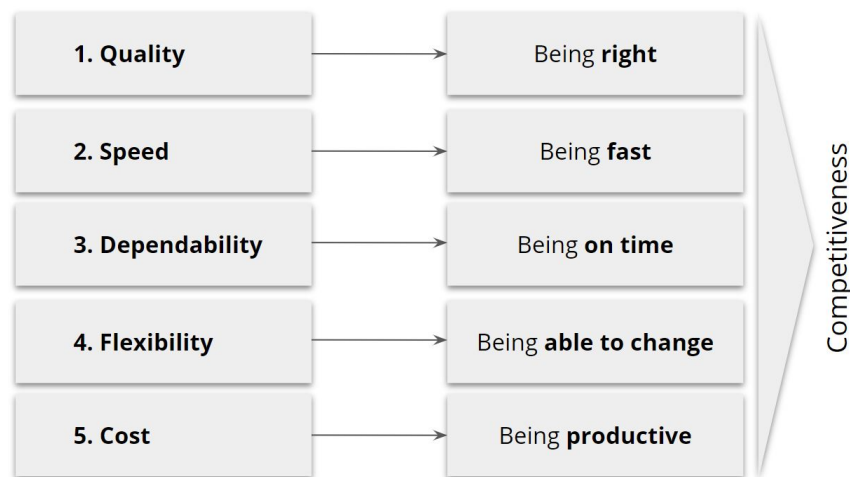 1. Quality
Being right
2. Speed
Being fast
3. Dependability
Being on time
4. Flexibility
Being able to change
5. Cost
Being productive
Competitiveness